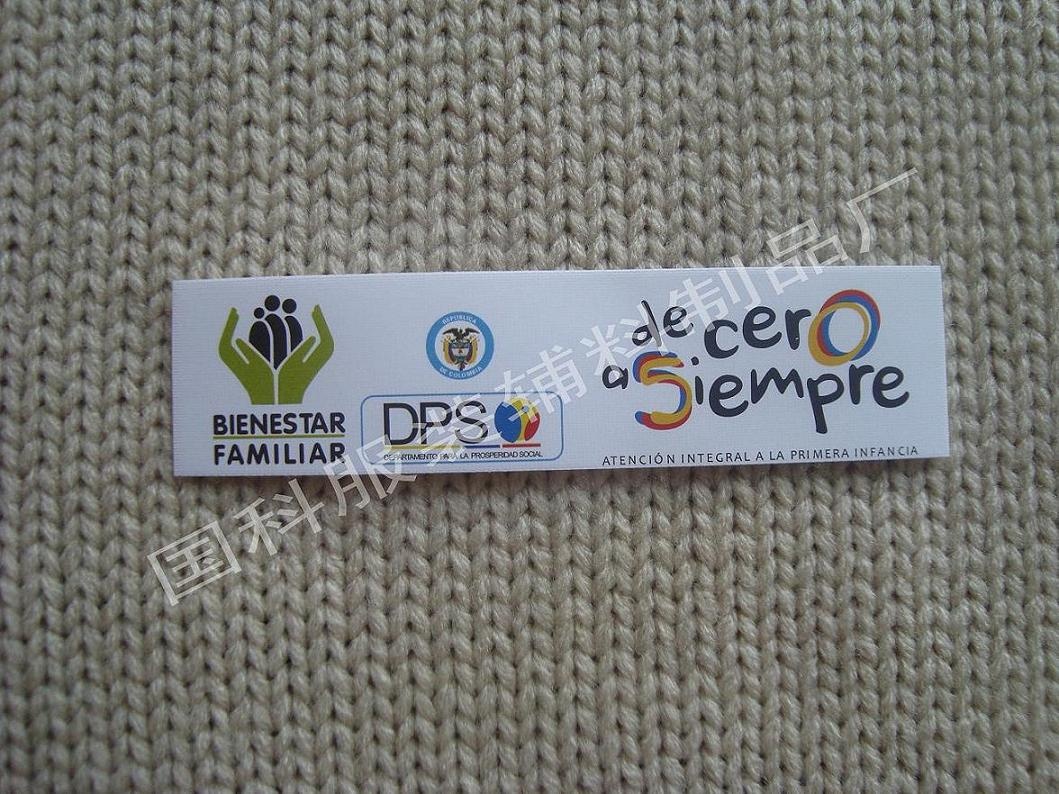 BIENESTAR
FAMILIAR
REPÚBLICA
DE COLOMBIA
DPS
DEPARTAMENTO PARA LA PROSPERIDAD SOCIAL
de cero
a Siempre
ATENCIÓN INTEGRAL A LA PRIMERA INFANCIA
国科服装辅料制品厂